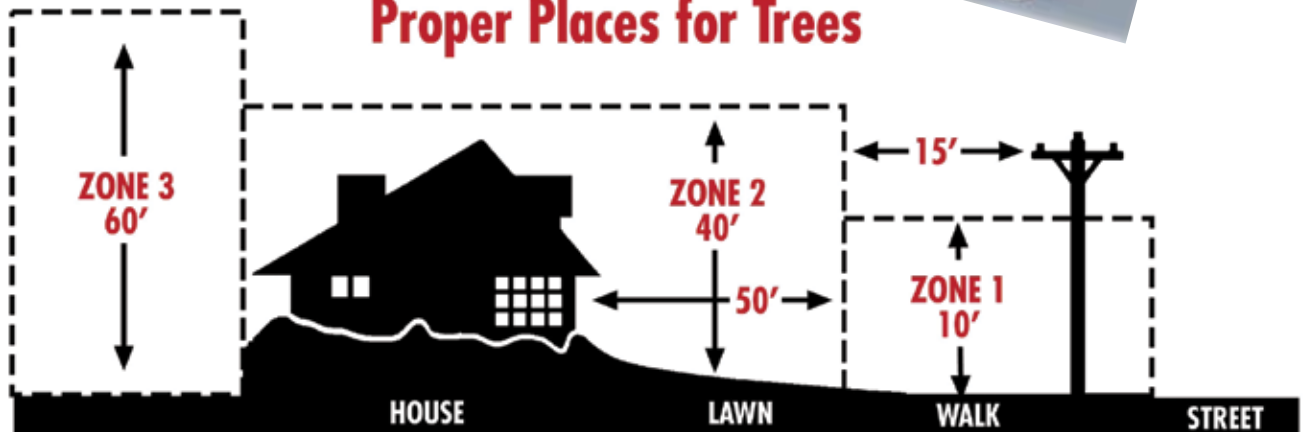 Proper Places for Trees
ZONE 3
60′
ZONE 2
40′
50′
15′
ZONE 1
10′
HOUSE
LAWN
WALK
STREET